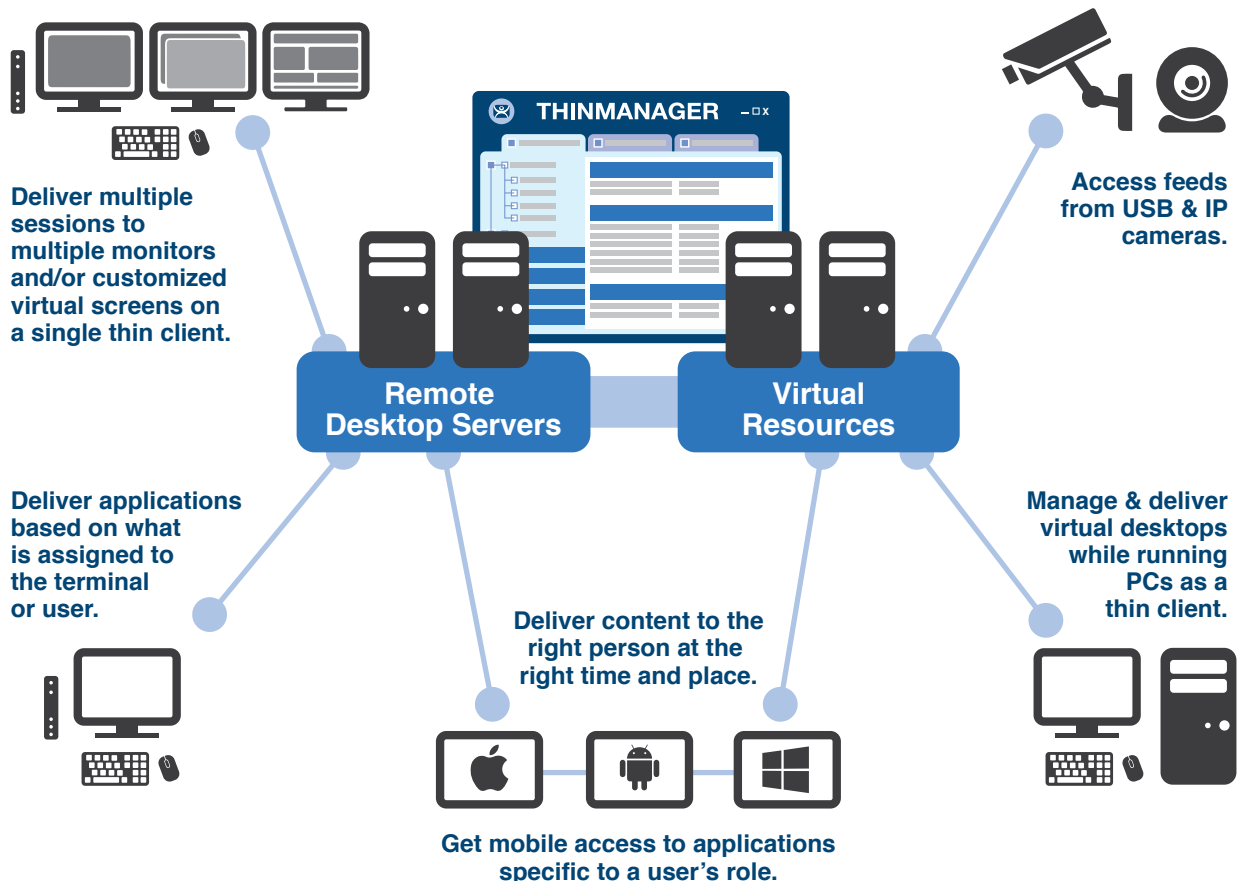 THINMANAGER
Deliver multiple
sessions to
multiple monitors
and/or customized
virtual screens on
a single thin client.
Access feeds
from USB & IP
cameras.
Remote
Desktop Servers
Virtual
Resources
Deliver applications
based on what
is assigned to
the terminal
or user.
Manage & deliver
virtual desktops
while running
PCs as a
thin client.
Deliver content to the
right person at the
right time and place.
Get mobile access to applications
specific to a user's role.